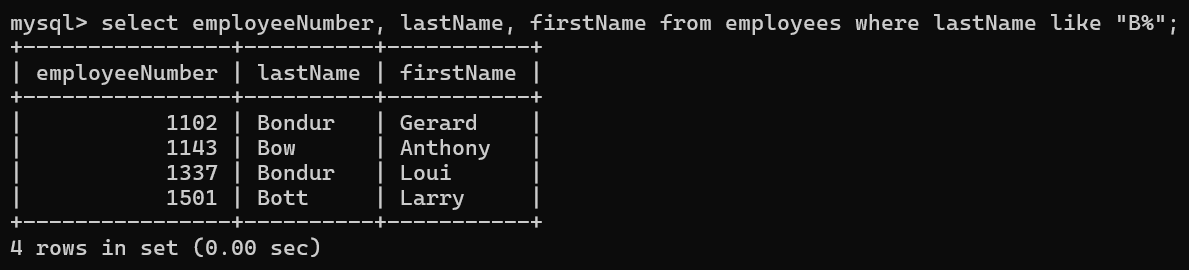 mysql> select employeeNumber, lastName, firstName from employees where lastName like "B%";
+----------------+----------+-----------+
| employeeNumber | lastName | firstName |
+----------------+----------+-----------+
|           1102 | Bondur   | Gerard    |
|           1143 | Bow      | Anthony   |
|           1337 | Bondur   | Loui      |
|           1501 | Bott     | Larry     |
+----------------+----------+-----------+
4 rows in set (0.00 sec)